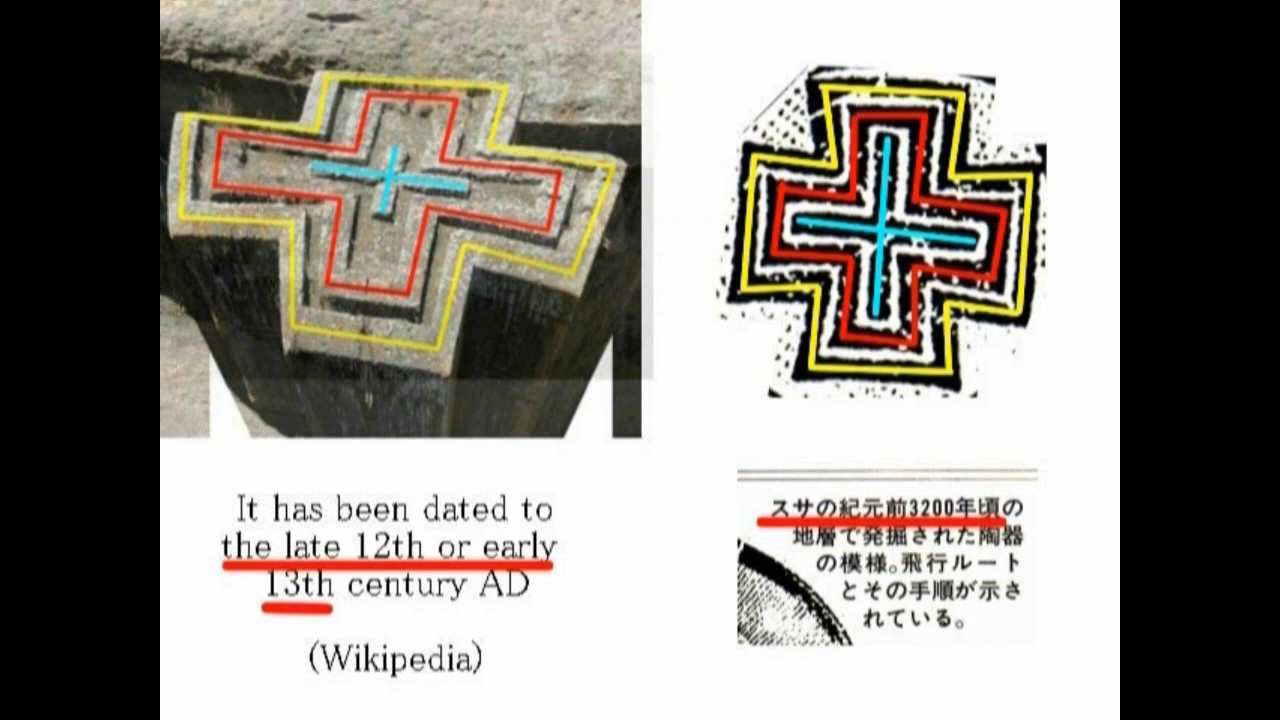 It has been dated to
the late 12th or early
13th century AD
(Wikipedia)
スサの紀元前3200年頃の
地層で発掘された陶器
の模様。飛行ルート
とその手順が示さ
れている。